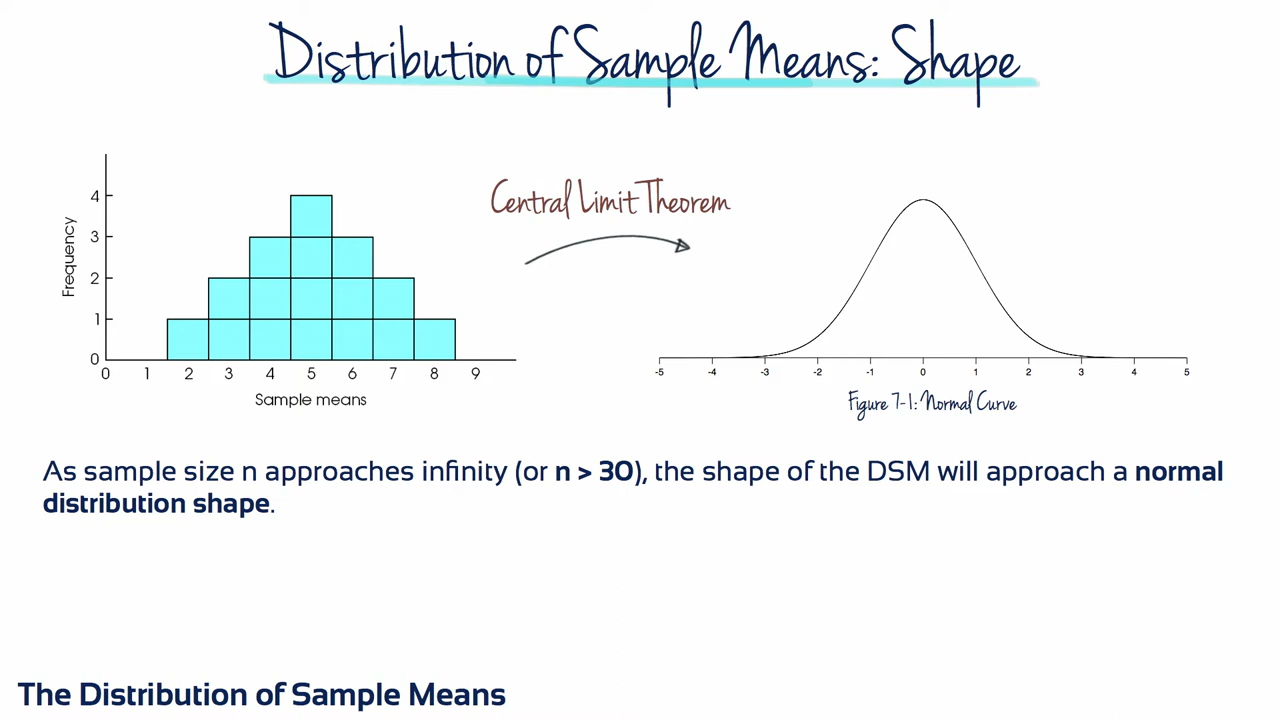 Distribution of Sample Means: Shape
Central Limit Theorem
Frequency
4
3
2
1
0
0 1 2 3 4 5 6 7 8 9
Sample means
-5 -4 -3 -2 -1 0 1 2 3 4 5
Figure 7-1: Normal Curve
As sample size n approaches infinity (or n > 30), the shape of the DSM will approach a normal
distribution shape.
The Distribution of Sample Means